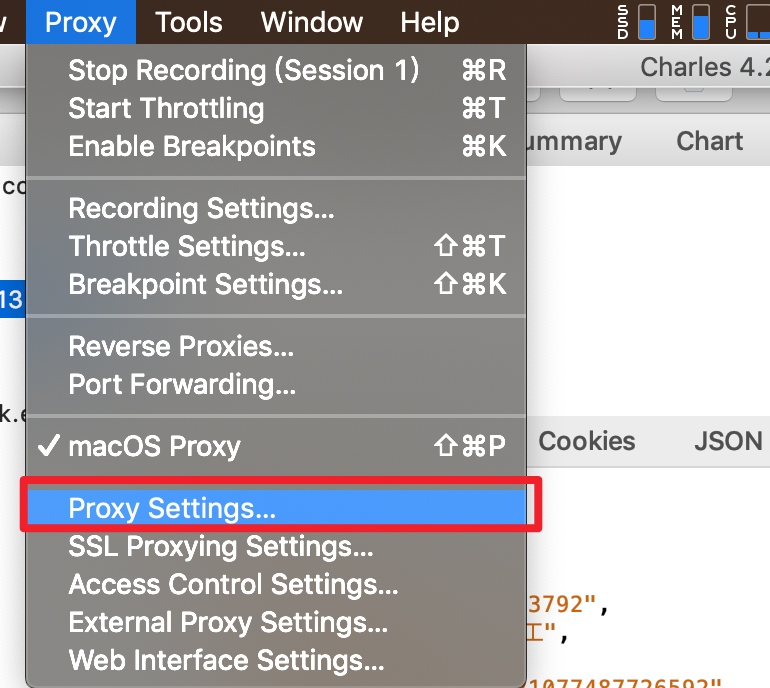 Proxy Tools Window Help SSD MEM CPU
Charles 4.2
Stop Recording (Session 1) ⌘R
Start Throttling ⌘T
Enable Breakpoints ⌘K
ummary Chart
Recording Settings...
Throttle Settings... ⇧⌘T
Breakpoint Settings... ⇧⌘K
13
Reverse Proxies...
Port Forwarding...
k.e
✓ macOS Proxy ⇧⌘P
Cookies JSON
Proxy Settings...
SSL Proxying Settings...
Access Control Settings...
3792",
External Proxy Settings...
工",
Web Interface Settings...
1077487726592"